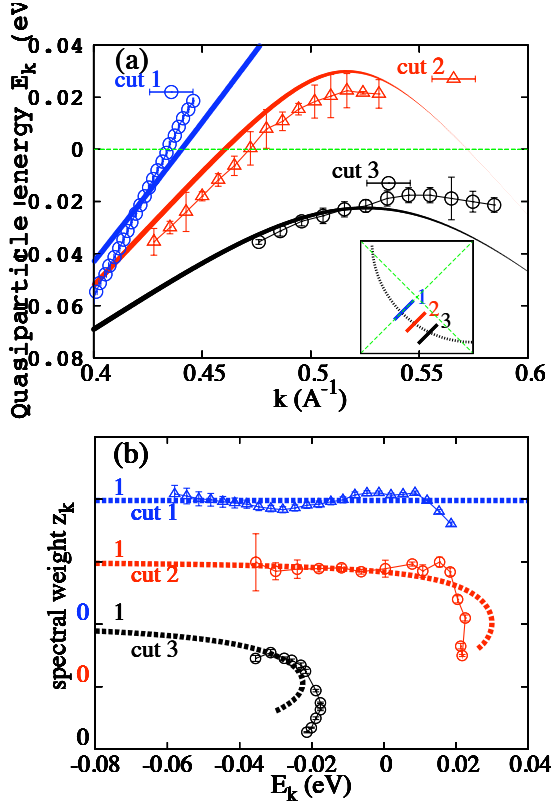 Quasiparticle energy E_k (eV
0.04
0.02
0
0.02
0.04
0.06
0.08
(a)
cut 1
cut 2
cut 3
1
2
3
0.4
0.45
0.5
0.55
0.6
k (A⁻¹)
(b)
spectral weight z_k
1
cut 1
1
cut 2
1
cut 3
0
0
0
-0.08
-0.06
-0.04
-0.02
0
0.02
0.04
E_k (eV)